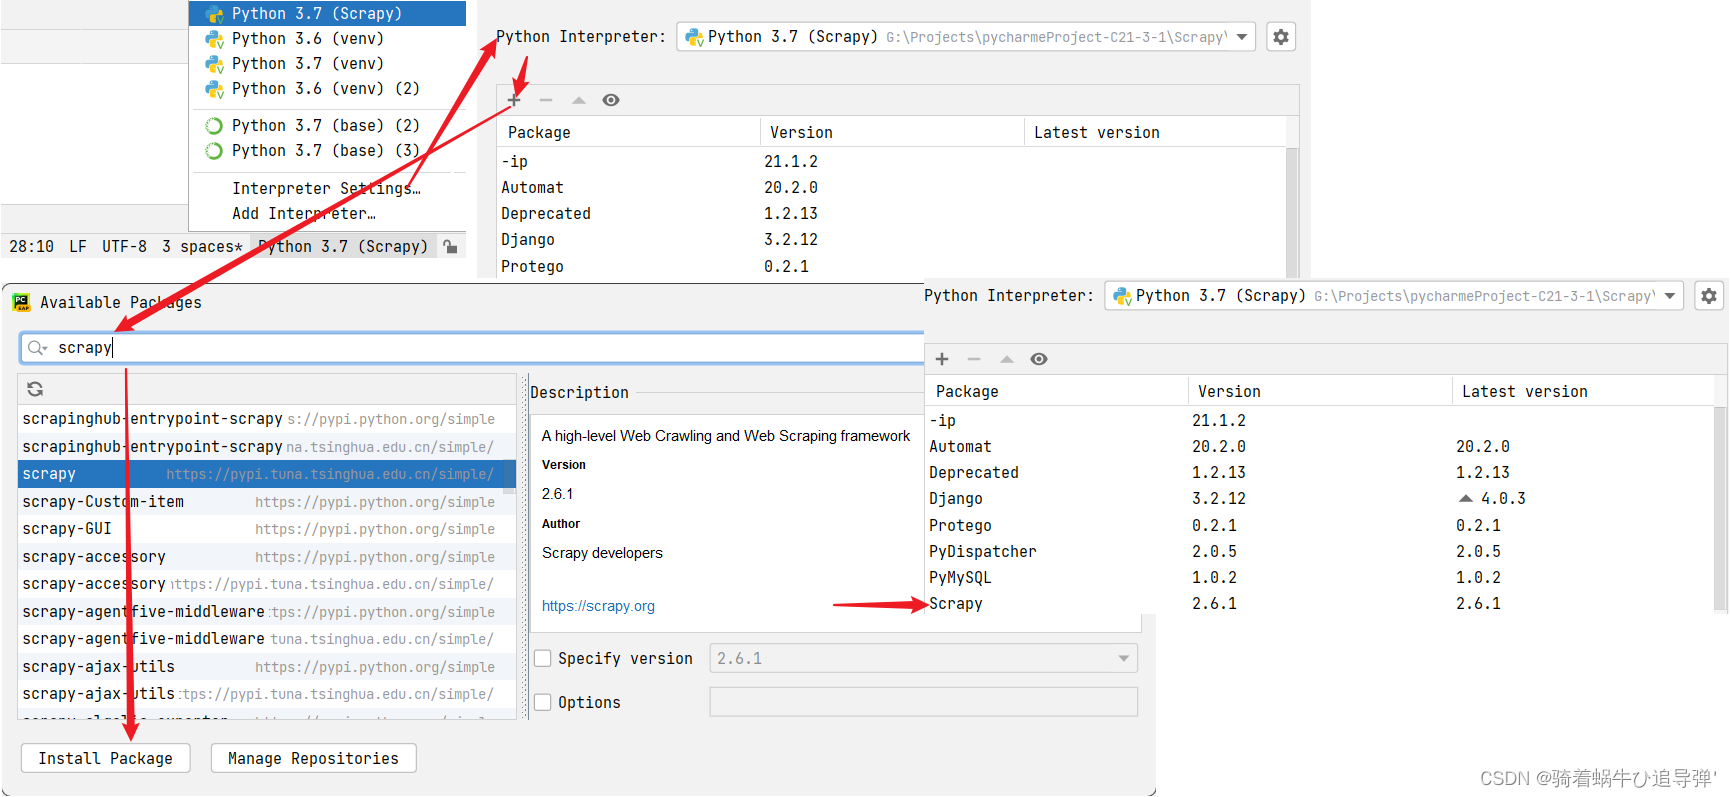 Python 3.7 (Scrapy)
Python 3.6 (venv)
Python 3.7 (venv)
Python 3.6 (venv) (2)
Python 3.7 (base) (2)
Python 3.7 (base) (3)
Interpreter Settings…
Add Interpreter…
28:10 LF UTF-8 3 spaces* Python 3.7 (Scrapy)
Python Interpreter: Python 3.7 (Scrapy) G:\Projects\pycharmeProject-C21-3-1\Scrapy\
Package Version Latest version
-ip 21.1.2
Automat 20.2.0
Deprecated 1.2.13
Django 3.2.12
Protego 0.2.1
Available Packages
scrapy
scrapinghub-entrypoint-scrapy s://pypi.python.org/simple
scrapinghub-entrypoint-scrapy na.tsinghua.edu.cn/simple/
scrapy https://pypi.tuna.tsinghua.edu.cn/simple/
scrapy-Custom-item https://pypi.python.org/simple
scrapy-GUI https://pypi.python.org/simple
scrapy-accessory https://pypi.python.org/simple
scrapy-accessory ttps://pypi.tuna.tsinghua.edu.cn/simple/
scrapy-agentfive-middleware tps://pypi.python.org/simple
scrapy-agentfive-middleware tuna.tsinghua.edu.cn/simple/
scrapy-ajax-utils https://pypi.python.org/simple
scrapy-ajax-utils tps://pypi.tuna.tsinghua.edu.cn/simple/
Install Package
Manage Repositories
Description
A high-level Web Crawling and Web Scraping framework
Version
2.6.1
Author
Scrapy developers
https://scrapy.org
Specify version 2.6.1
Options
Python Interpreter: Python 3.7 (Scrapy) G:\Projects\pycharmeProject-C21-3-1\Scrapy\
Package Version Latest version
-ip 21.1.2
Automat 20.2.0 20.2.0
Deprecated 1.2.13 1.2.13
Django 3.2.12 4.0.3
Protego 0.2.1 0.2.1
PyDispatcher 2.0.5 2.0.5
PyMySQL 1.0.2 1.0.2
Scrapy 2.6.1 2.6.1
CSDN @骑着蜗牛ひ追导弹'